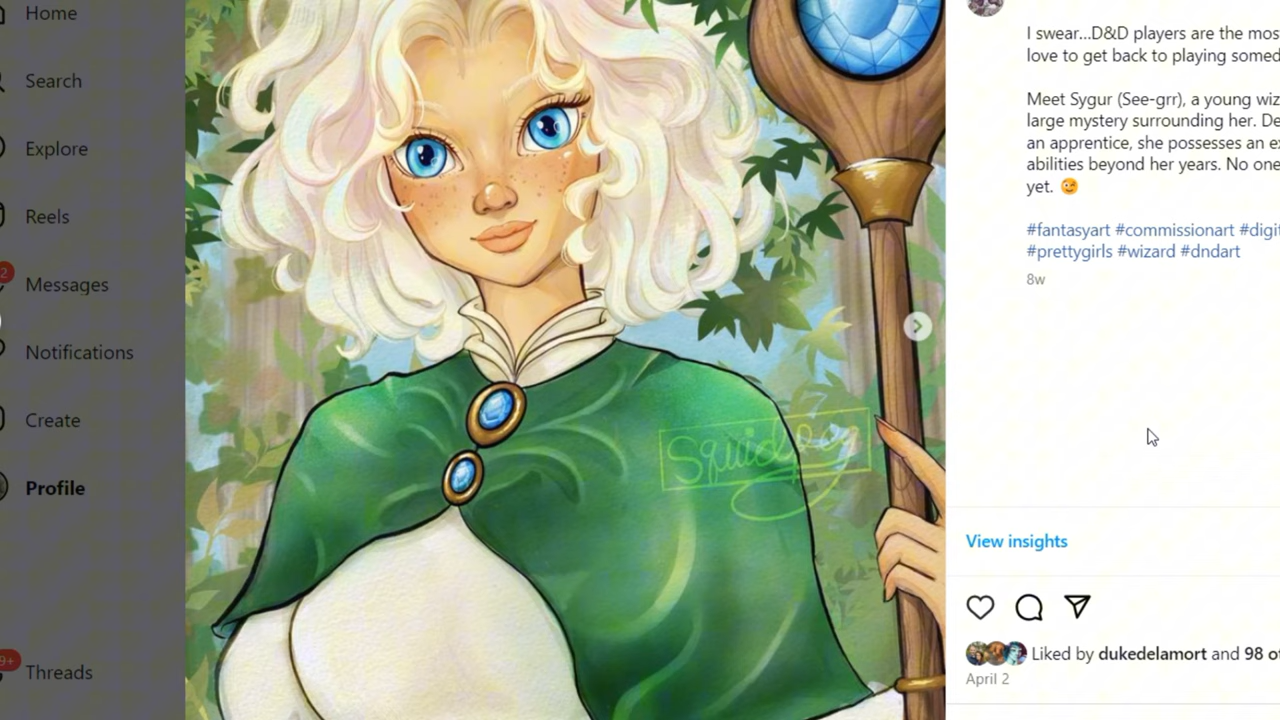 Home
Search
Explore
Reels
2
Messages
Notifications
Create
Profile
9+
Threads
Squidpeg
I swear...D&D players are the mos
love to get back to playing somed
Meet Sygur (See-grr), a young wiz
large mystery surrounding her. De
an apprentice, she possesses an ex
abilities beyond her years. No one
yet. 😉
#fantasyart #commissionart #digit
#prettygirls #wizard #dndart
8w
View insights
Liked by dukedelamort and 98 ot
April 2